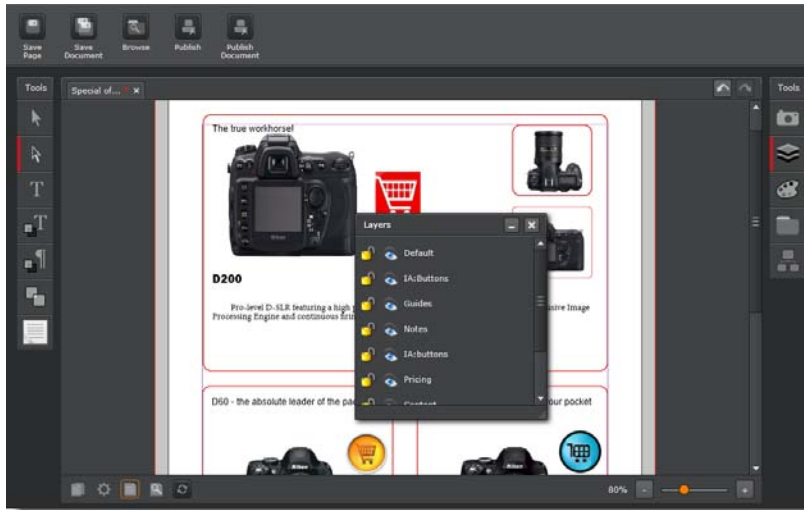 Save
Page
Save
Document
Browse
Publish
Publish
Document
Tools
Special of...
Tools
The true workhorse!
Layers
Default
IA:Buttons
Guides
Notes
IA:buttons
Pricing
Content
D200
Pro-level D-SLR featuring a high
Image
Processing Engine and continuous
D60 - the absolute leader of the
our pocket
Nikon
80%